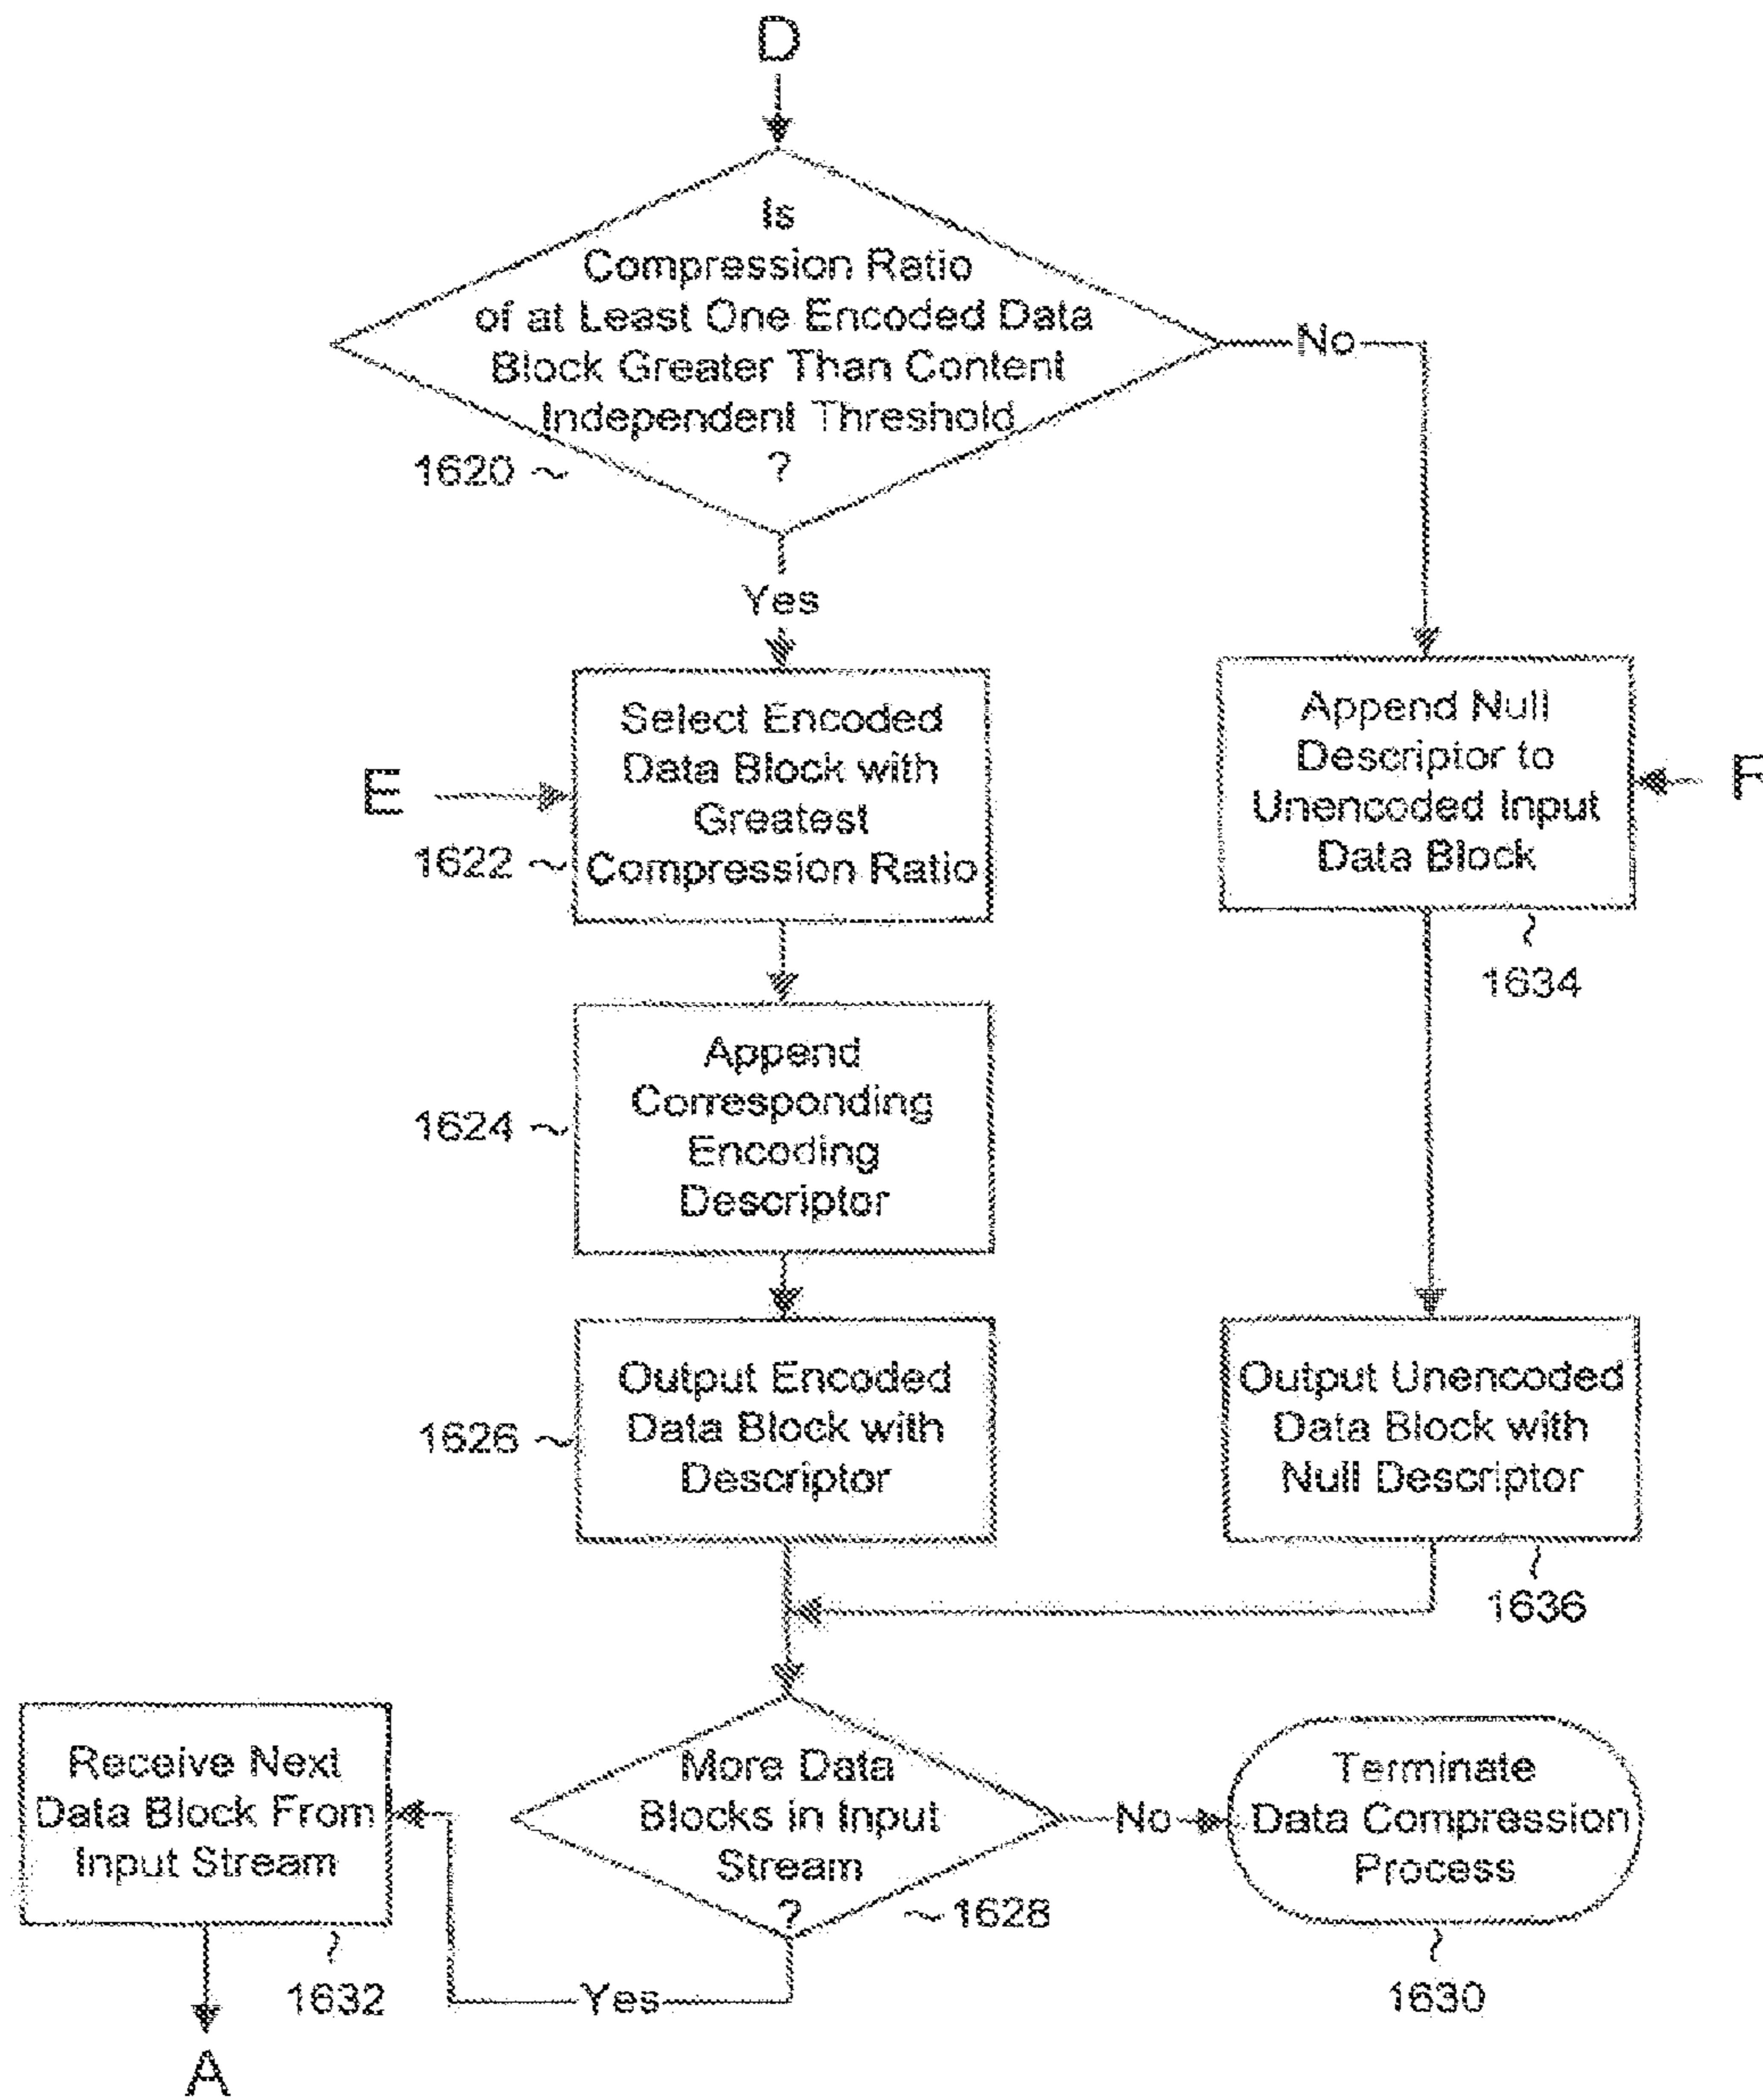 D
Is
Compression Ratio
of at Least One Encoded Data
Block Greater Than Content
Independent Threshold
?
1620
No
Yes
Select Encoded
Data Block with
Greatest
Compression Ratio
E
1622
Append Null
Descriptor to
Unencoded Input
Data Block
F
1634
Append
Corresponding
Encoding
Descriptor
1624
Output Encoded
Data Block with
Descriptor
1626
Output Unencoded
Data Block with
Null Descriptor
1636
Receive Next
Data Block From
Input Stream
1632
More Data
Blocks in Input
Stream
?
1628
No
Terminate
Data Compression
Process
1630
Yes
A